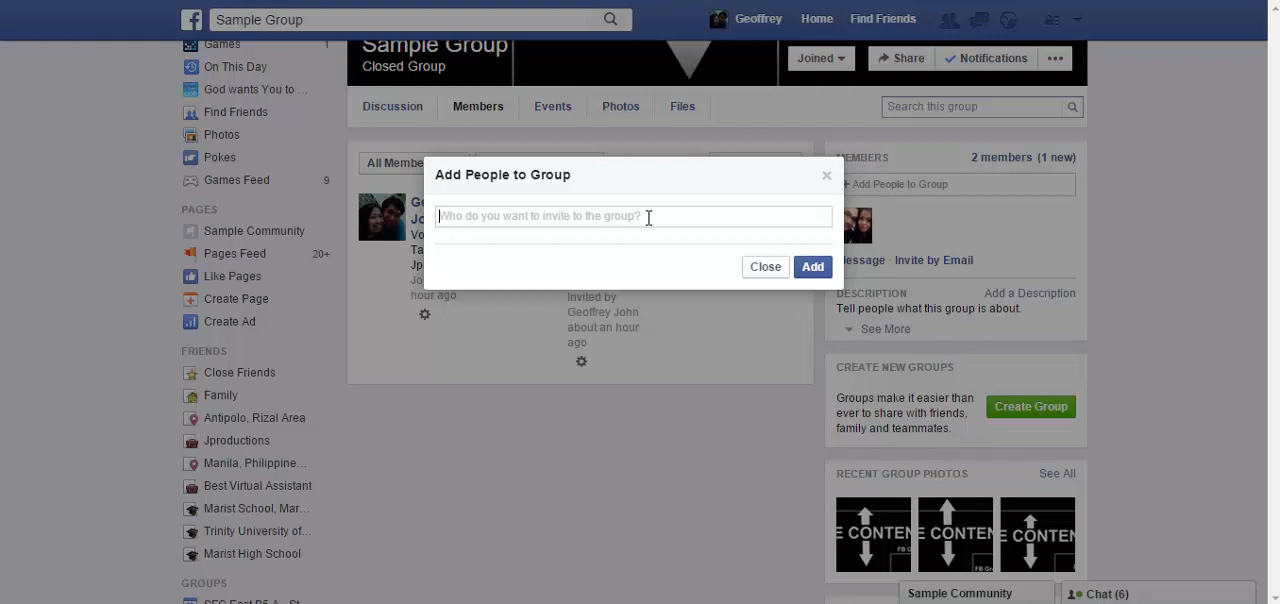 Sample Group
Geoffrey
Home
Find Friends
Games 1
On This Day
God wants You to ...
Find Friends
Photos
Pokes
Games Feed 9
PAGES
Sample Community
Pages Feed 20+
Like Pages
Create Page
Create Ad
FRIENDS
Close Friends
Family
Antipolo, Rizal Area
Jproductions
Manila, Philippine...
Best Virtual Assistant
Marist School, Mar...
Trinity University of...
Marist High School
GROUPS
Sample Group
Closed Group
Joined
Share
Notifications
Discussion
Members
Events
Photos
Files
Search this group
All Membe
Add People to Group
Who do you want to invite to the group?
Close
Add
hour ago
Invited by
Geoffrey John
about an hour
ago
MEMBERS
2 members (1 new)
+ Add People to Group
Invite by Email
DESCRIPTION
Add a Description
Tell people what this group is about.
See More
CREATE NEW GROUPS
Groups make it easier than
ever to share with friends,
family and teammates.
Create Group
RECENT GROUP PHOTOS
See All
E CONTEN
E CONTEN
E CONTEN
Sample Community
Chat (6)